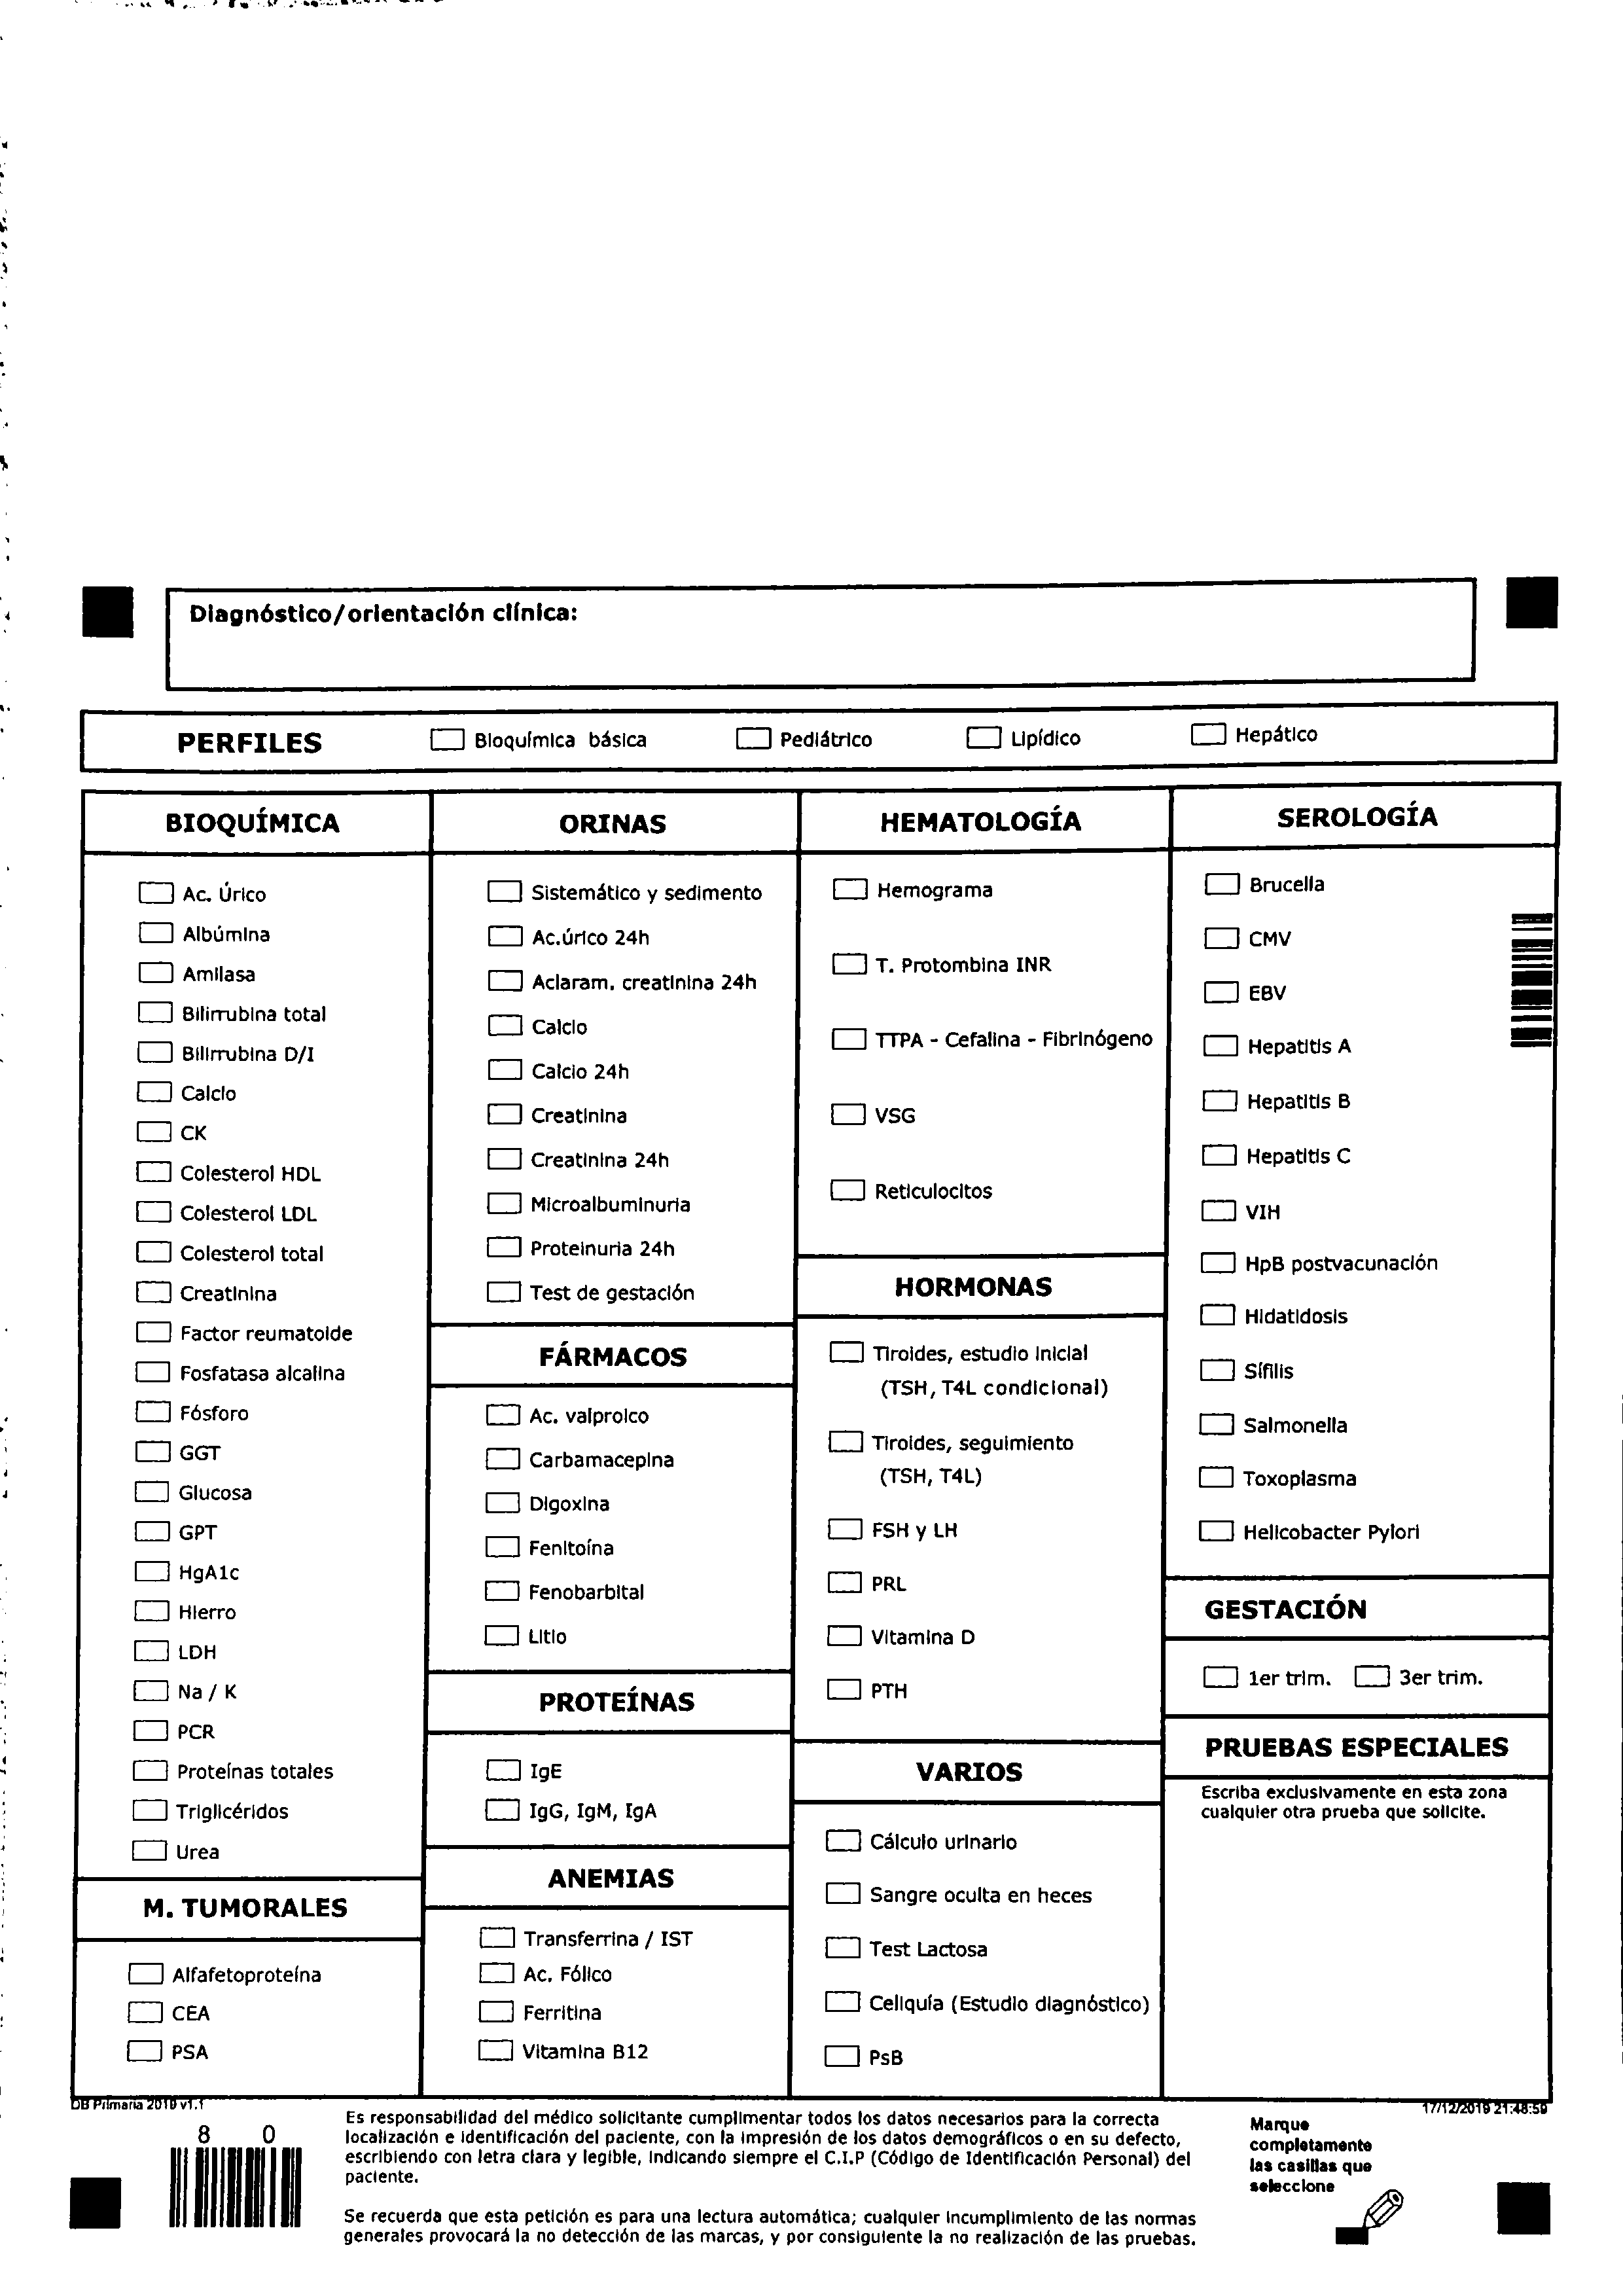 Diagnóstico/orientación clínica:
PERFILES
Bioquímica básica
Pediátrico
Lipídico
Hepático
BIOQUÍMICA
Ac. Úrico
Albúmina
Amilasa
Bilirrubina total
Bilirrubina D/I
Calcio
CK
Colesterol HDL
Colesterol LDL
Colesterol total
Creatinina
Factor reumatoide
Fosfatasa alcalina
Fósforo
GGT
Glucosa
GPT
HgA1c
Hierro
LDH
Na / K
PCR
Proteínas totales
Triglicéridos
Urea
M. TUMORALES
Alfafetoproteína
CEA
PSA
ORINAS
Sistemático y sedimento
Ac.úrico 24h
Aclaram. creatinina 24h
Calcio
Calcio 24h
Creatinina
Creatinina 24h
Microalbuminuria
Proteinuria 24h
Test de gestación
FÁRMACOS
Ac. valproico
Carbamacepina
Digoxina
Fenitoína
Fenobarbital
Litio
PROTEÍNAS
IgE
IgG, IgM, IgA
ANEMIAS
Transferrina / IST
Ac. Fólico
Ferritina
Vitamina B12
HEMATOLOGÍA
Hemograma
T. Protombina INR
TTPA - Cefalina - Fibrinógeno
VSG
Reticulocitos
HORMONAS
Tiroides, estudio inicial
(TSH, T4L condicional)
Tiroides, seguimiento
(TSH, T4L)
FSH y LH
PRL
Vitamina D
PTH
VARIOS
Cálculo urinario
Sangre oculta en heces
Test Lactosa
Celiquía (Estudio diagnóstico)
PsB
SEROLOGÍA
Brucella
CMV
EBV
Hepatitis A
Hepatitis B
Hepatitis C
VIH
HpB postvacunación
Hidatidosis
Sífilis
Salmonella
Toxoplasma
Helicobacter Pylori
GESTACIÓN
1er trim.
3er trim.
PRUEBAS ESPECIALES
Escriba exclusivamente en esta zona
cualquier otra prueba que solicite.
DB Primaria 2019 v1.1
17/12/2019 21:48:59
8 0
Es responsabilidad del médico solicitante cumplimentar todos los datos necesarios para la correcta
localización e identificación del paciente, con la impresión de los datos demográficos o en su defecto,
escribiendo con letra clara y legible, indicando siempre el C.I.P (Código de Identificación Personal) del
paciente.
Se recuerda que esta petición es para una lectura automática; cualquier incumplimiento de las normas
generales provocará la no detección de las marcas, y por consiguiente la no realización de las pruebas.
Marque
completamente
las casillas que
seleccione